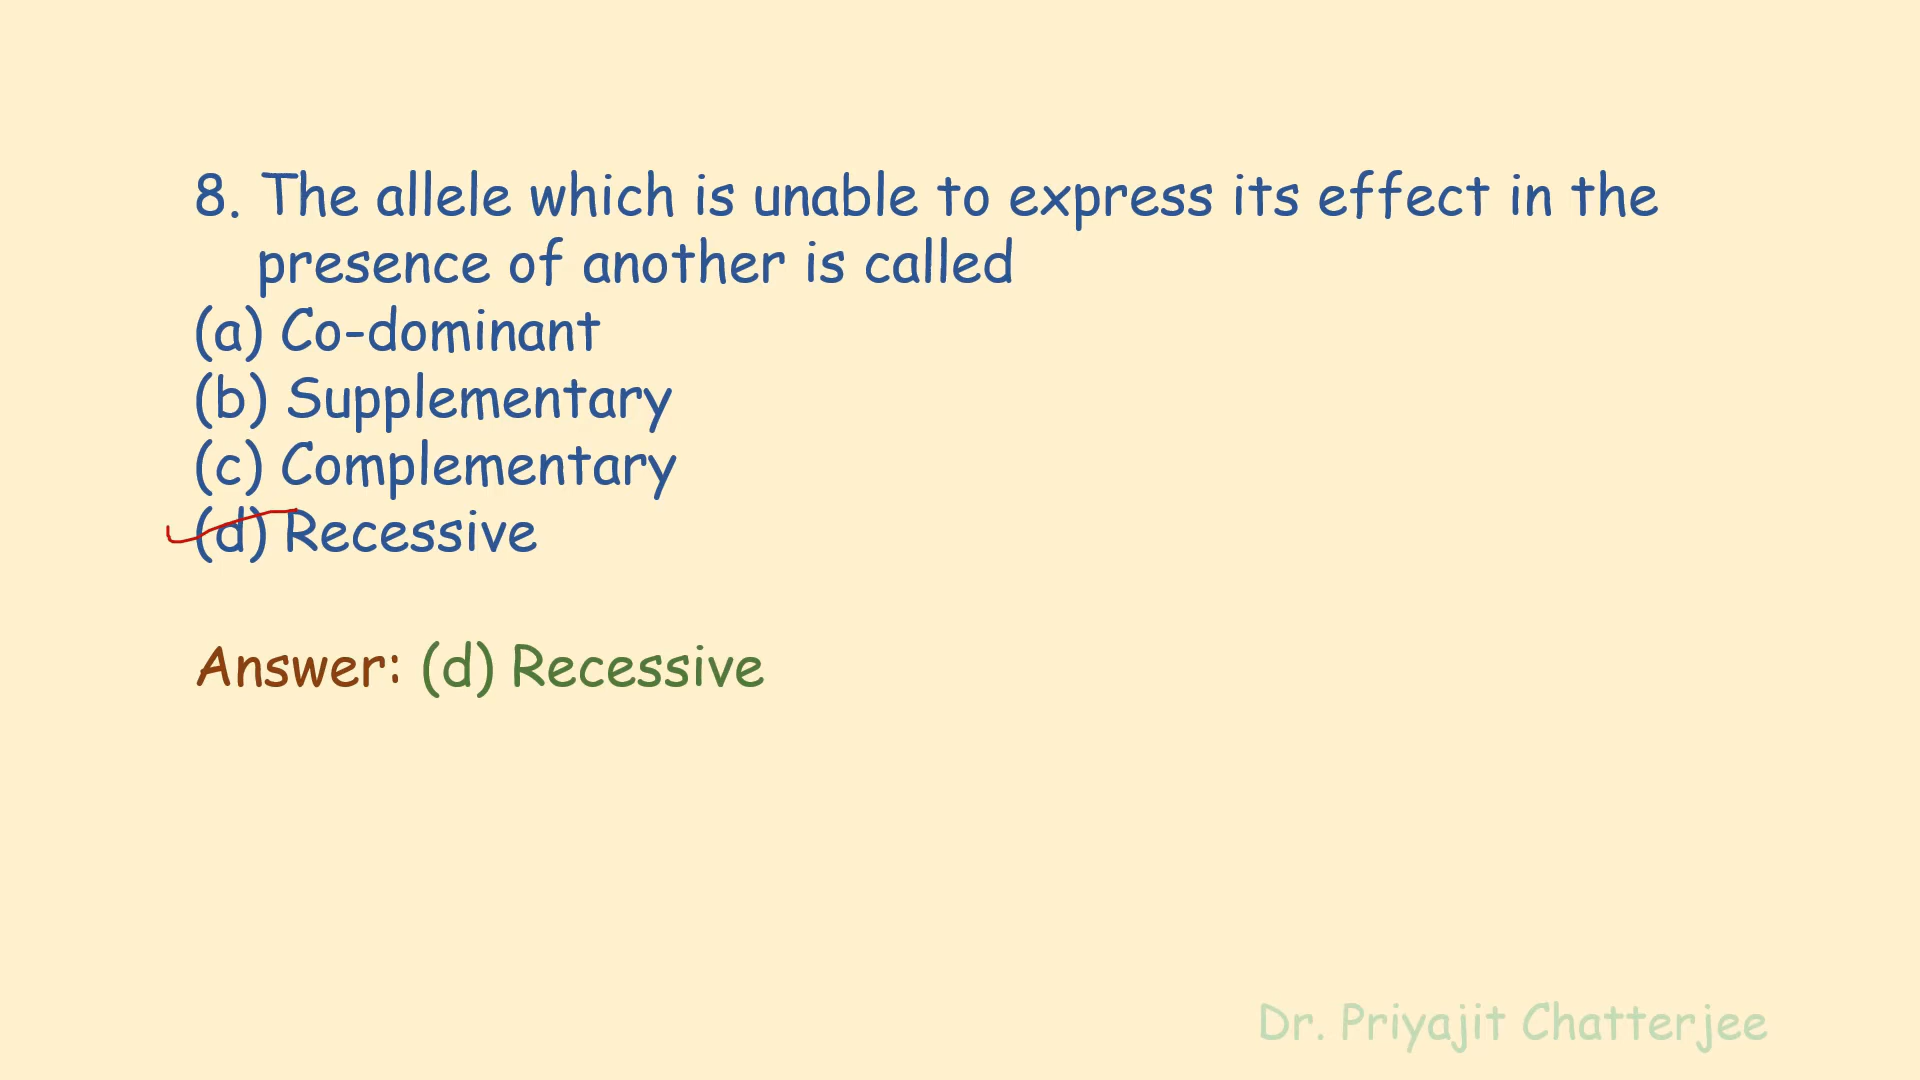 8. The allele which is unable to express its effect in the
presence of another is called
(a) Co-dominant
(b) Supplementary
(c) Complementary
(d) Recessive
Answer: (d) Recessive
Dr. Priyajit Chatterjee